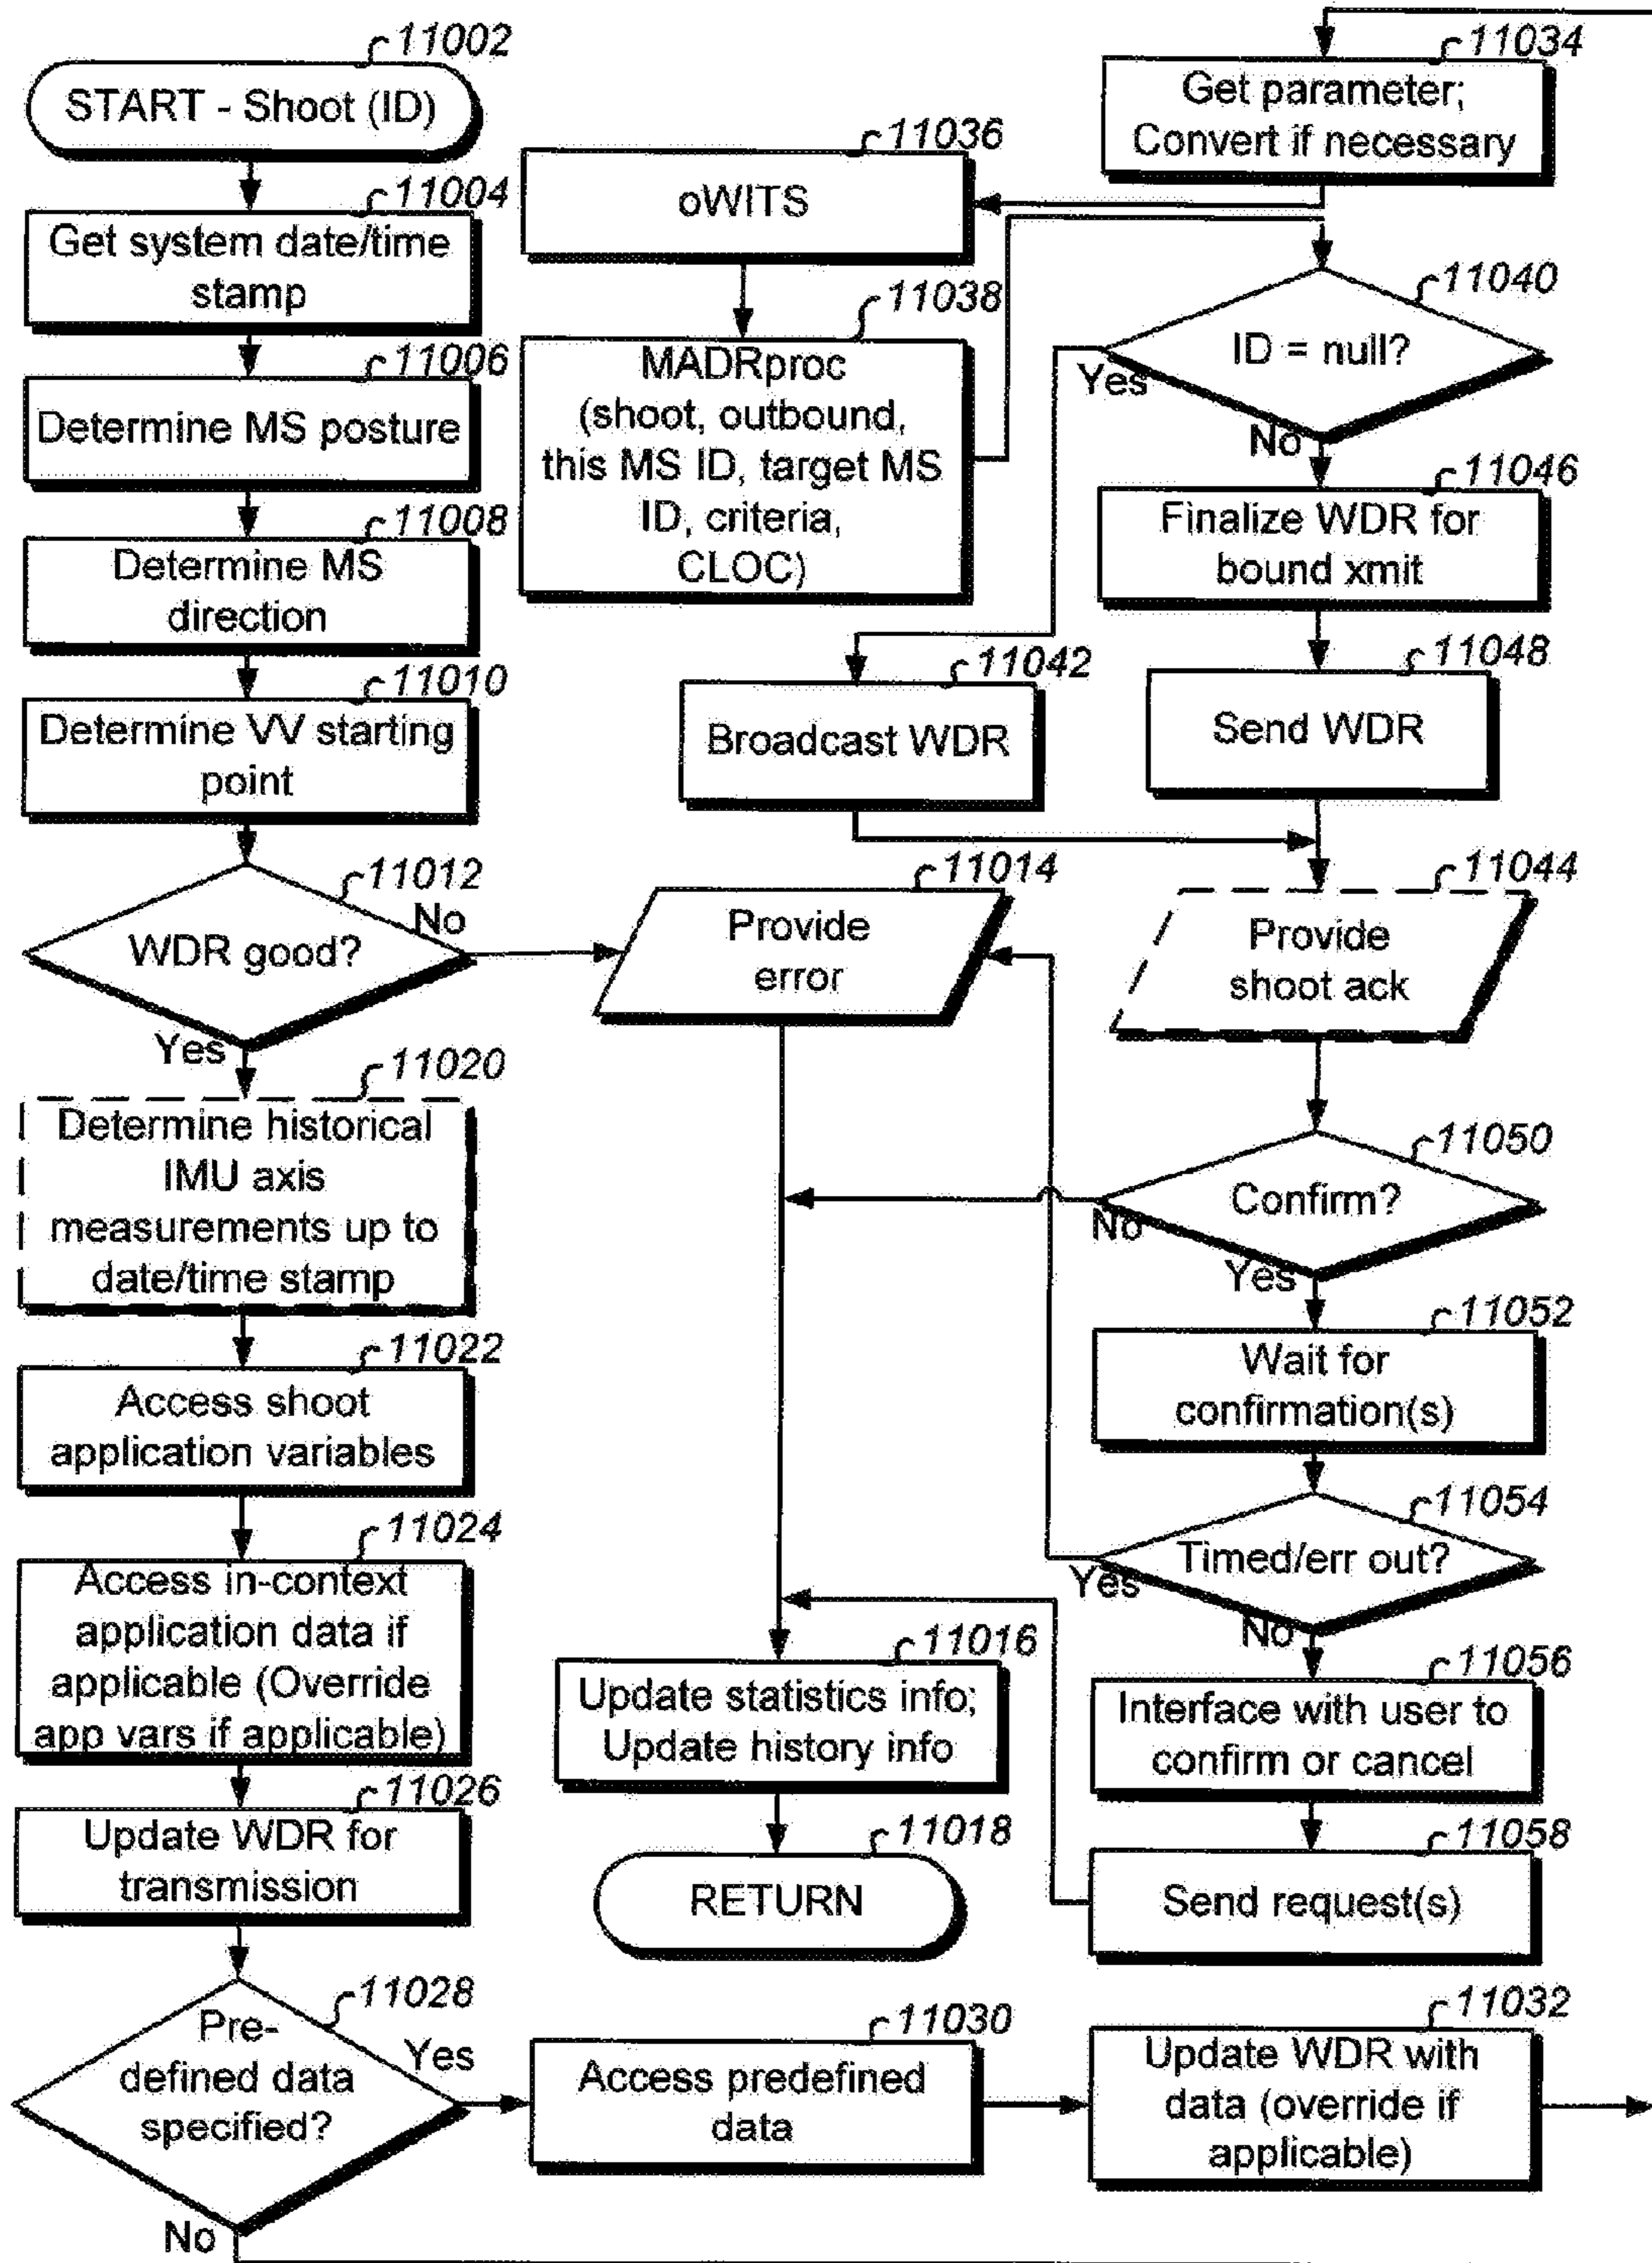 11002
START - Shoot (ID)
11004
Get system date/time
stamp
11006
Determine MS posture
11008
Determine MS
direction
11010
Determine VV starting
point
11012
WDR good?
No
Yes
11014
Provide
error
11020
Determine historical
IMU axis
measurements up to
date/time stamp
11022
Access shoot
application variables
11024
Access in-context
application data if
applicable (Override
app vars if applicable)
11026
Update WDR for
transmission
11028
Pre-
defined data
specified?
Yes
No
11030
Access predefined
data
11032
Update WDR with
data (override if
applicable)
11034
Get parameter;
Convert if necessary
11036
oWITS
11038
MADRproc
(shoot, outbound,
this MS ID, target MS
ID, criteria,
CLOC)
11040
ID = null?
Yes
No
11042
Broadcast WDR
11046
Finalize WDR for
bound xmit
11048
Send WDR
11044
Provide
shoot ack
11050
Confirm?
No
Yes
11052
Wait for
confirmation(s)
11054
Timed/err out?
Yes
No
11056
Interface with user to
confirm or cancel
11058
Send request(s)
11016
Update statistics info;
Update history info
11018
RETURN